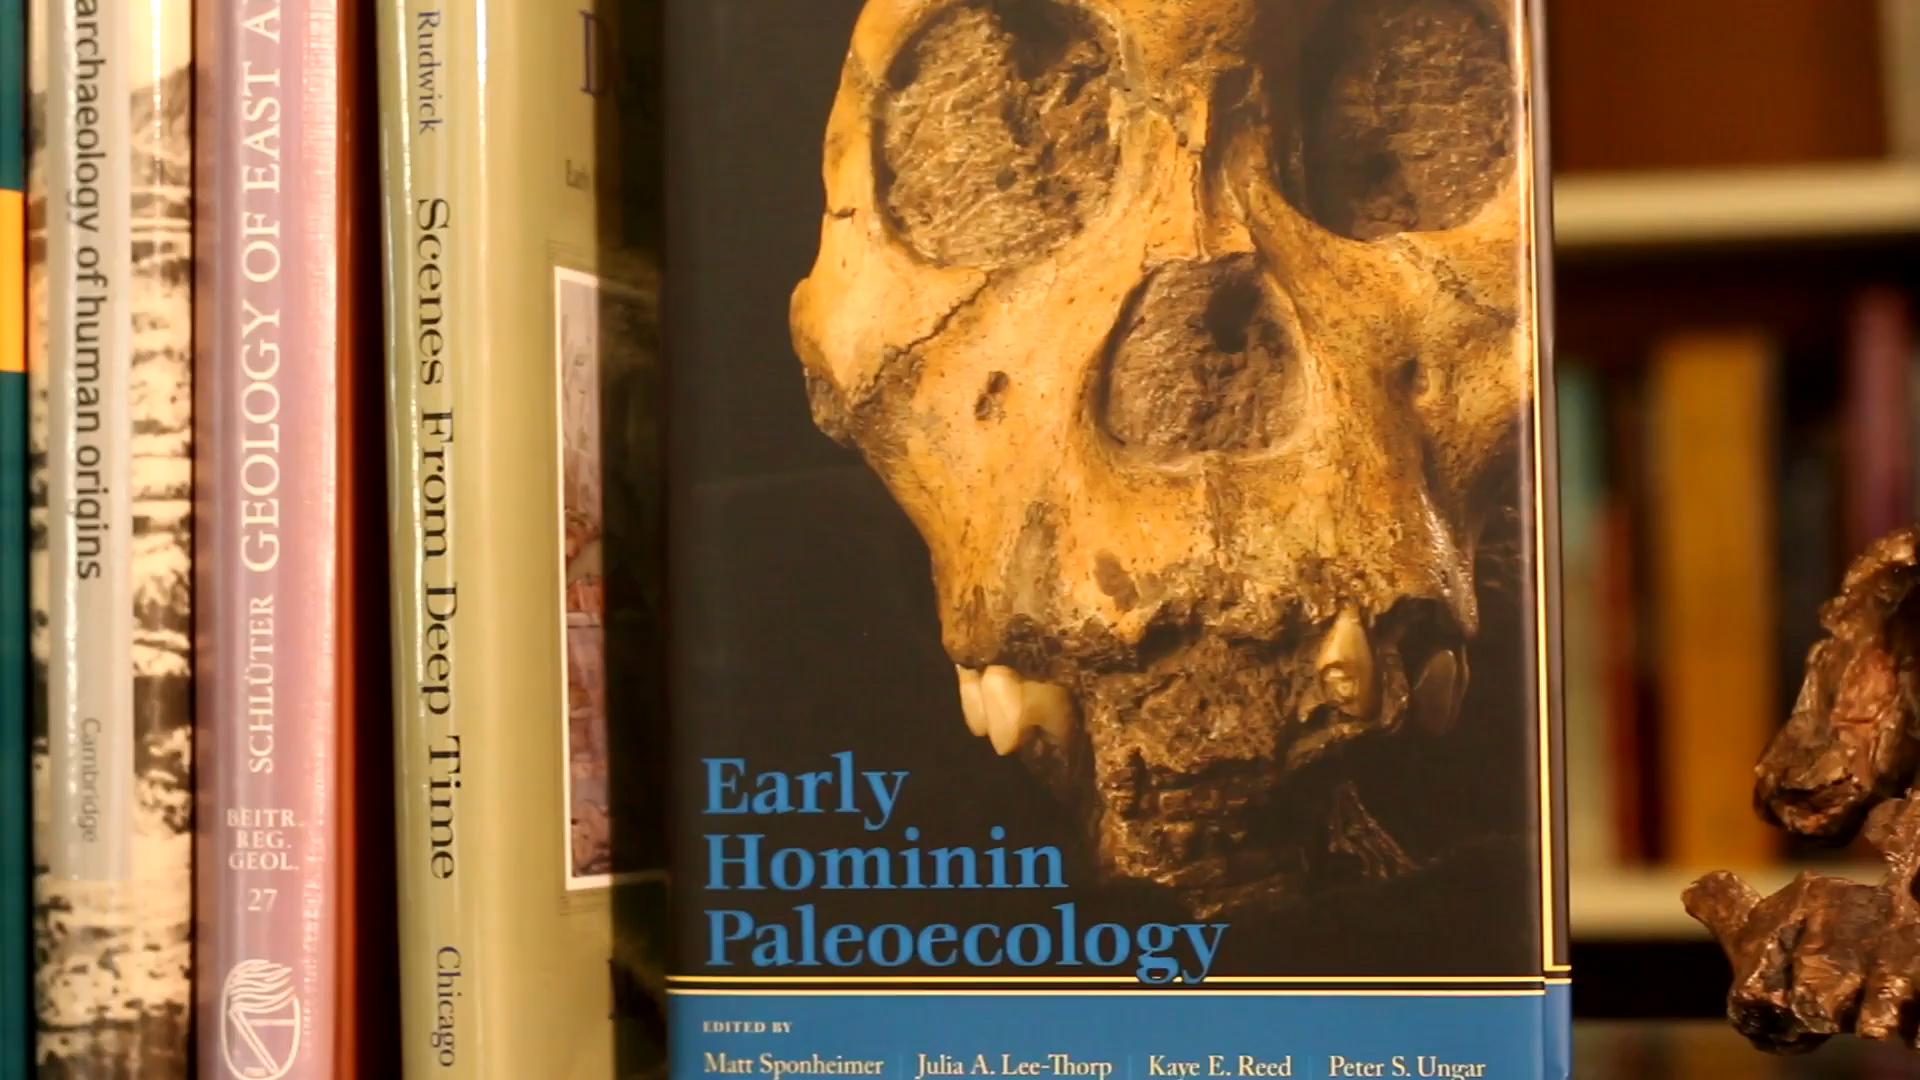 archaeology of human origins
Cambridge
SCHLÜTER GEOLOGY OF EAST A
BEITR.
REG.
GEOL.
27
Rudwick Scenes From Deep Time Chicago
D
Early
Early
Hominin
Paleoecology
EDITED BY
Matt Sponheimer Julia A. Lee-Thorp Kaye E. Reed Peter S. Ungar